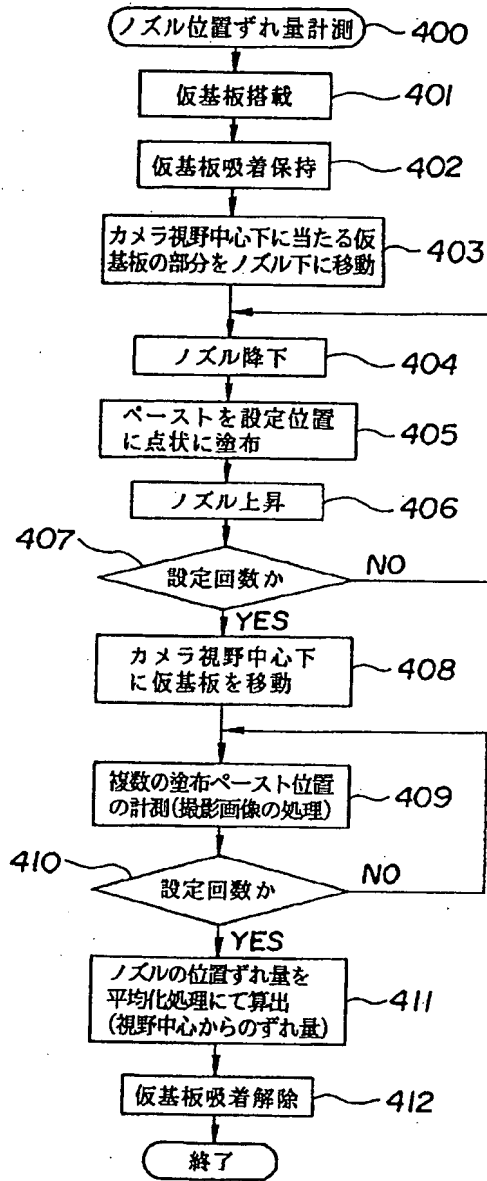 ノズル位置ずれ量計測 400
仮基板搭載 401
仮基板吸着保持 402
カメラ視野中心下に当たる仮
基板の部分をノズル下に移動 403
ノズル降下 404
ペーストを設定位置
に点状に塗布 405
ノズル上昇 406
407
設定回数か NO
YES
カメラ視野中心下
に仮基板を移動 408
複数の塗布ペースト位置
の計測(撮影画像の処理) 409
410
設定回数か NO
YES
ノズルの位置ずれ量を
平均化処理にて算出
(視野中心からのずれ量) 411
仮基板吸着解除 412
終了